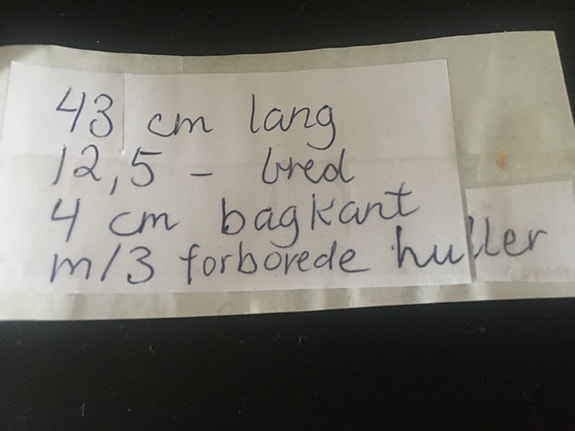 43 cm lang
12,5 - bred
4 cm bagkant
m/3 forborede huller